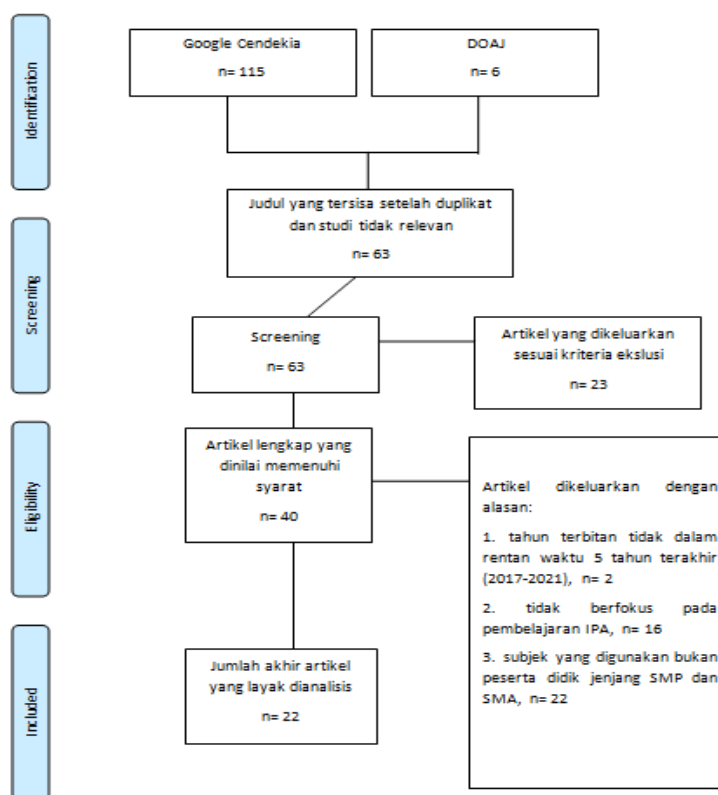 Identification
Google Cendekia
n= 115
DOAJ
n= 6
Judul yang tersisa setelah duplikat
dan studi tidak relevan
n= 63
Screening
Screening
n= 63
Artikel yang dikeluarkan
sesuai kriteria ekslusi
n= 23
Eligibility
Artikel lengkap yang
dinilai memenuhi
syarat
n= 40
Artikel dikeluarkan dengan
alasan:
1. tahun terbitan tidak dalam
rentan waktu 5 tahun terakhir
(2017-2021), n= 2
2. tidak berfokus pada
pembelajaran IPA, n= 16
3. subjek yang digunakan bukan
peserta didik jenjang SMP dan
SMA, n= 22
Included
Jumlah akhir artikel
yang layak dianalisis
n= 22